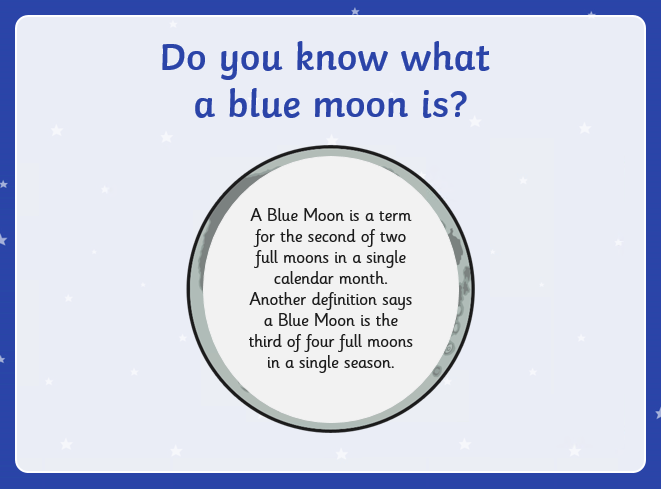 Do you know what
a blue moon is?
A Blue Moon is a term
for the second of two
full moons in a single
calendar month.
Another definition says
a Blue Moon is the
third of four full moons
in a single season.